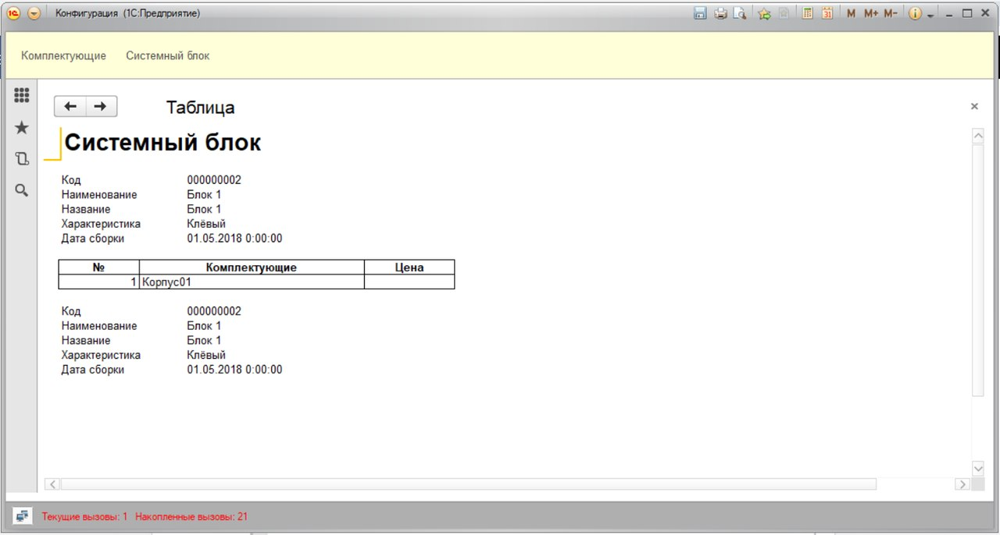 Конфигурация (1С:Предприятие)
31 M M+ M-
Комплектующие Системный блок
Таблица
Системный блок
Код 000000002
Наименование Блок 1
Название Блок 1
Характеристика Клёвый
Дата сборки 01.05.2018 0:00:00
№ Комплектующие Цена
1 Корпус01
Код 000000002
Наименование Блок 1
Название Блок 1
Характеристика Клёвый
Дата сборки 01.05.2018 0:00:00
Текущие вызовы: 1 Накопленные вызовы: 21